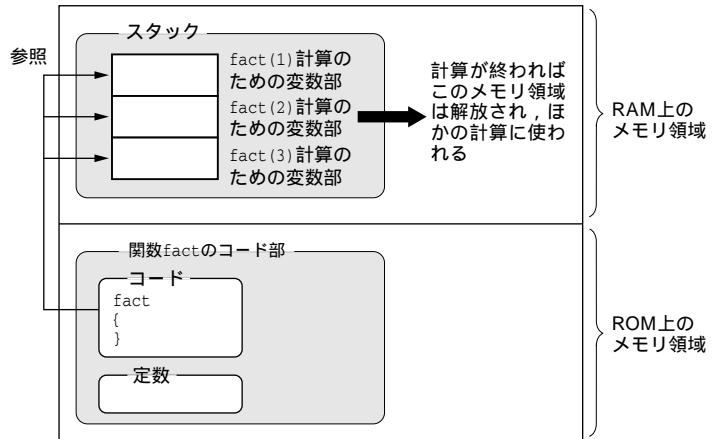 スタック
参照
fact(1)計算の
ための変数部
fact(2)計算の
ための変数部
fact(3)計算の
ための変数部
計算が終われば
このメモリ領域
は解放され，ほ
かの計算に使わ
れる
RAM上の
メモリ領域
関数factのコード部
コード
fact
{
}
定数
ROM上の
メモリ領域